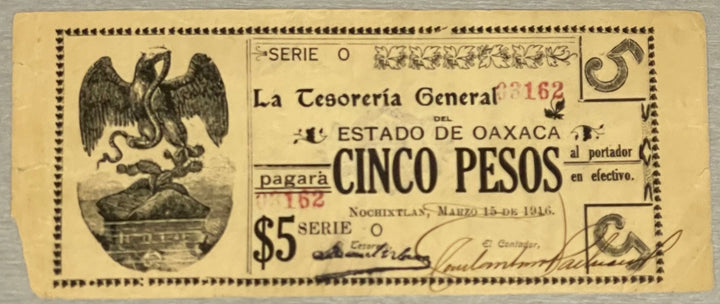 SERIE O
5
La Tesorería General 03162
DEL
ESTADO DE OAXACA
pagará CINCO PESOS al portador en efectivo.
03162
NOCHIXTLAN, MARZO 15 DE 1916.
$5 SERIE O
El Contador,
5